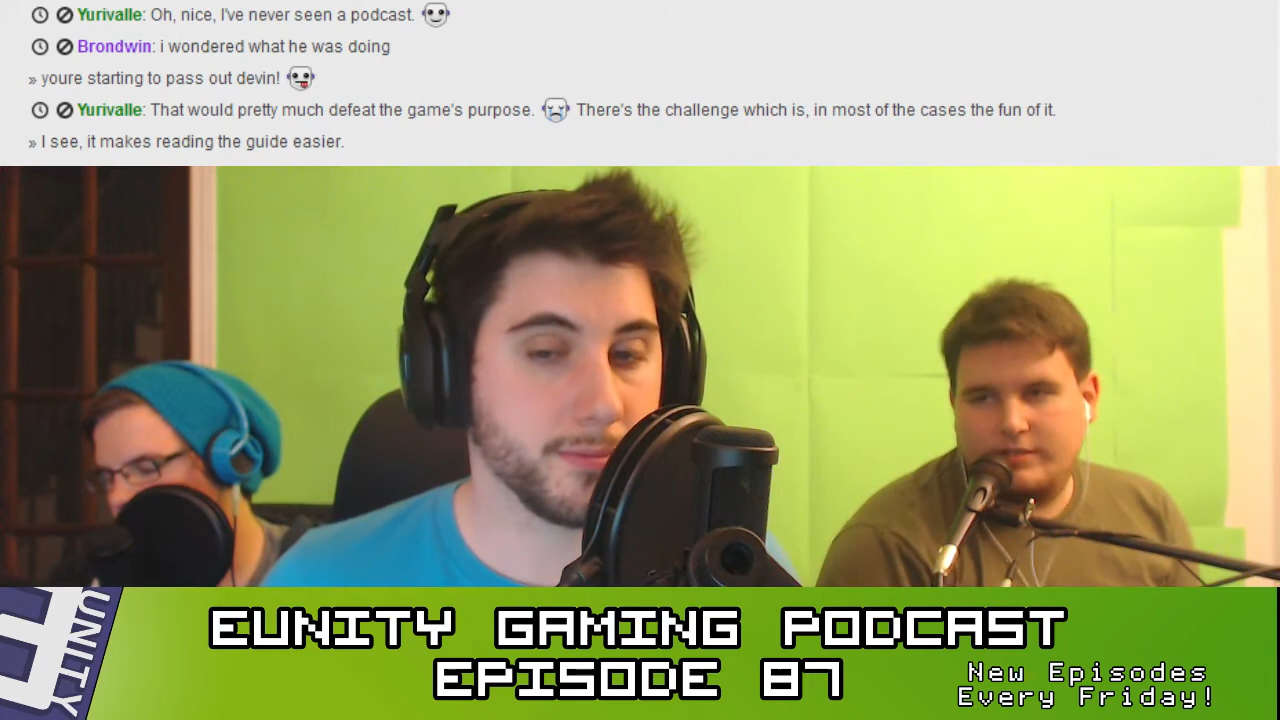 Yurivalle: Oh, nice, I've never seen a podcast.
Brondwin: i wondered what he was doing
» youre starting to pass out devin!
Yurivalle: That would pretty much defeat the game's purpose. There's the challenge which is, in most of the cases the fun of it.
» I see, it makes reading the guide easier.
E UNITY
EUNITY GAMING PODCAST
EPISODE 87
New Episodes
Every Friday!